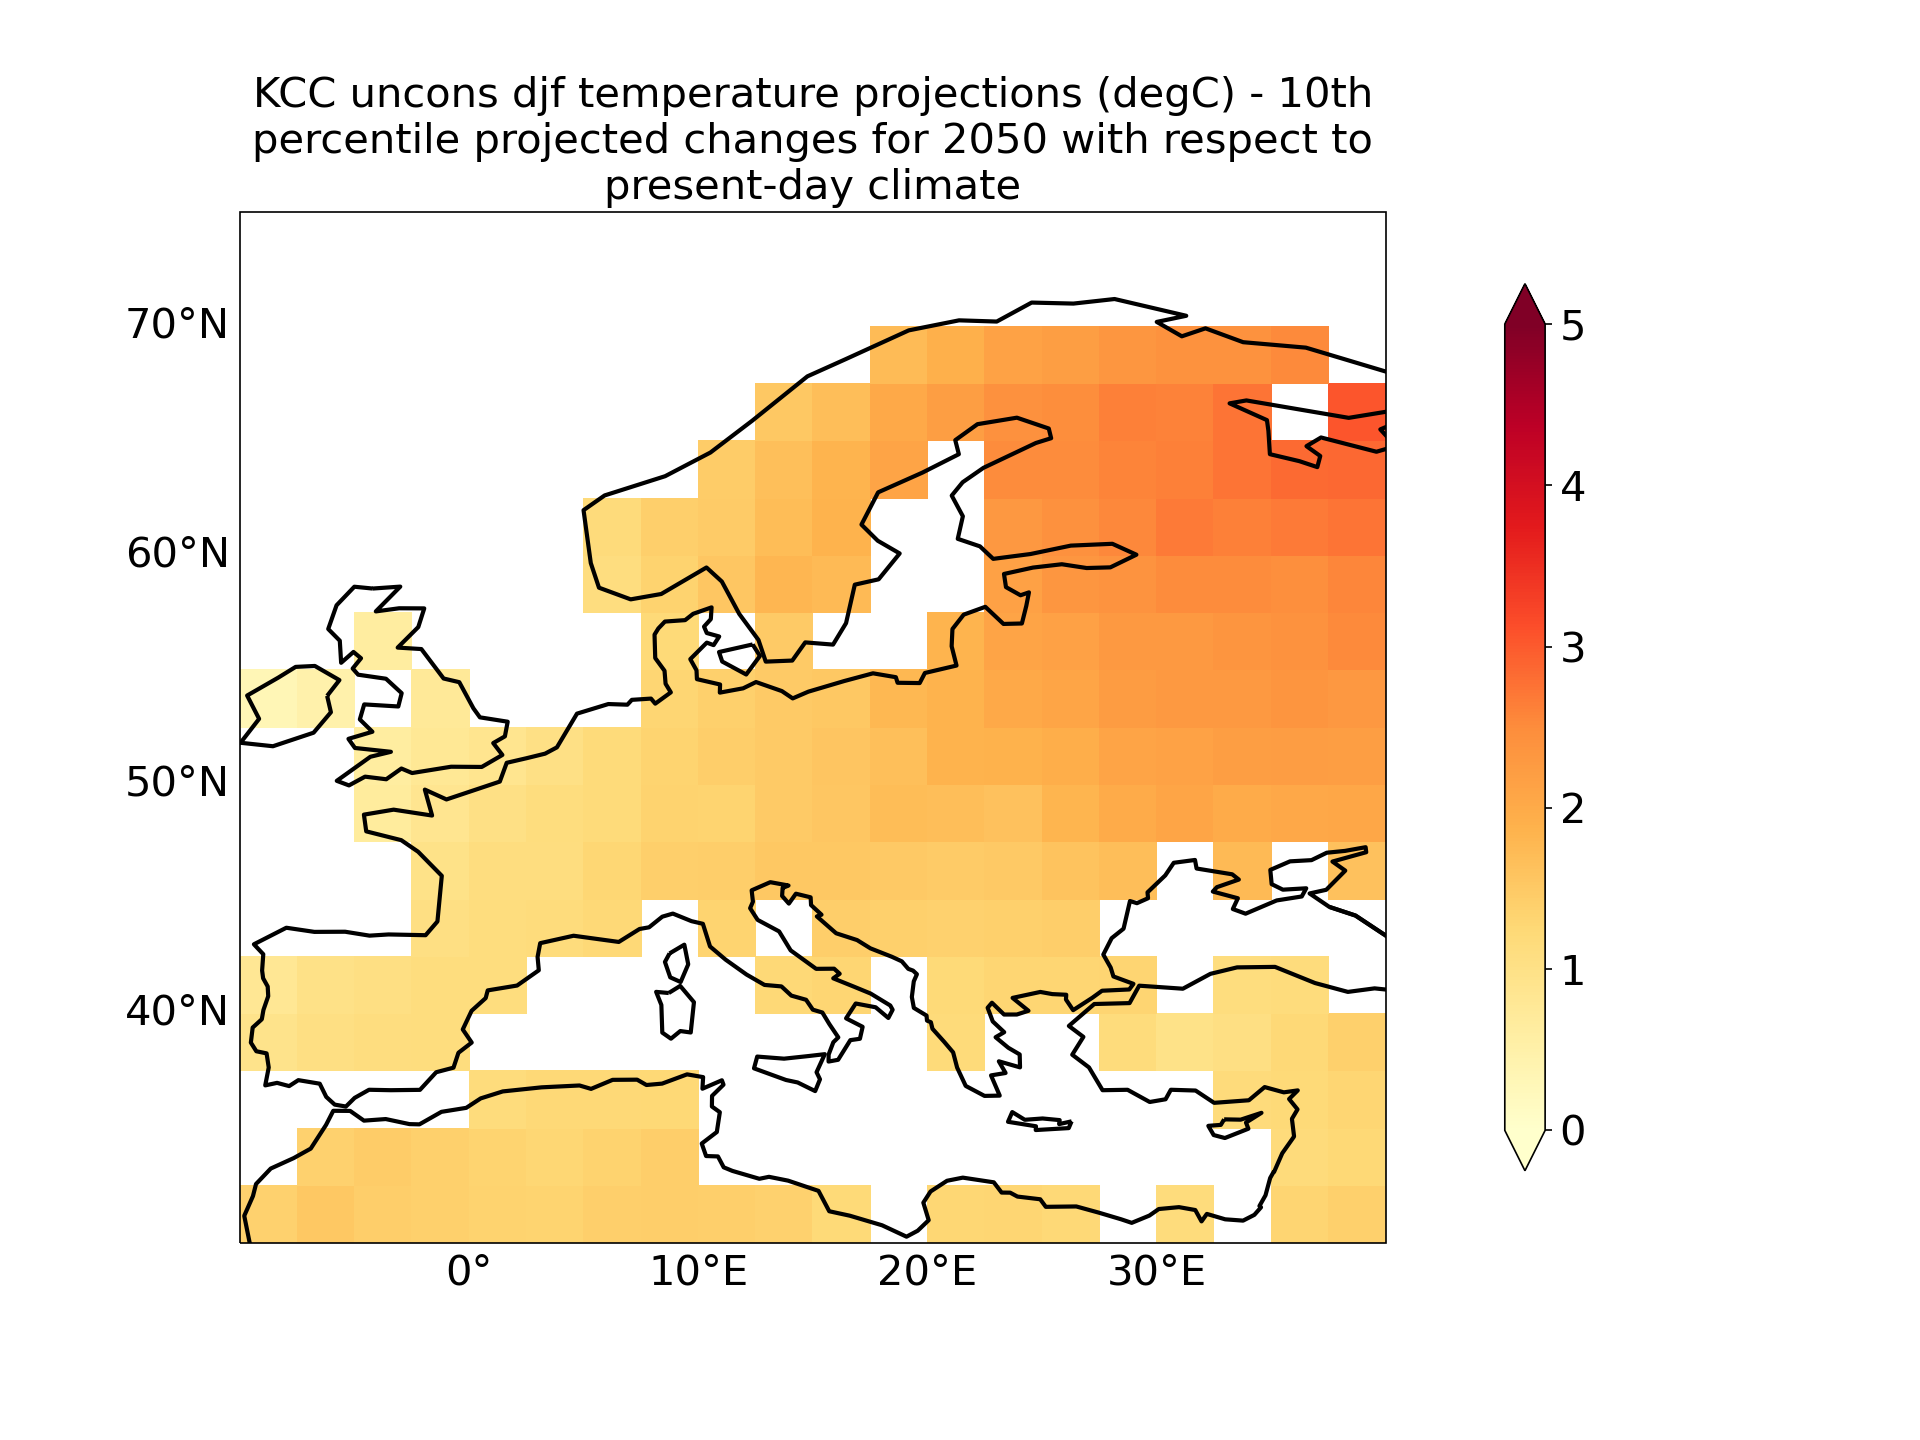 KCC uncons djf temperature projections (degC) - 10th
percentile projected changes for 2050 with respect to
present-day climate
70°N
60°N
50°N
40°N
0°
10°E
20°E
30°E
5
4
3
2
1
0